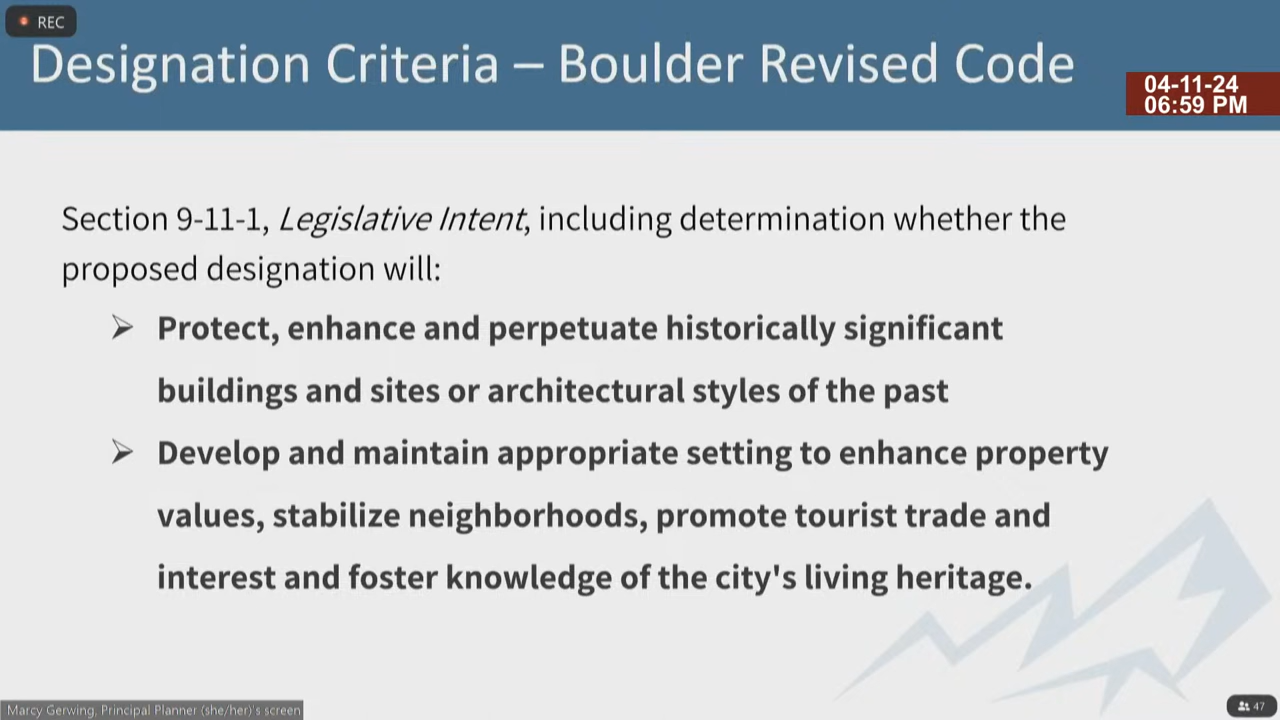 REC
Designation Criteria – Boulder Revised Code
04-11-24
06:59 PM
Section 9-11-1, Legislative Intent, including determination whether the
proposed designation will:
➢ Protect, enhance and perpetuate historically significant
buildings and sites or architectural styles of the past
➢ Develop and maintain appropriate setting to enhance property
values, stabilize neighborhoods, promote tourist trade and
interest and foster knowledge of the city's living heritage.
Marcy Gerwing, Principal Planner (she/her)'s screen
47